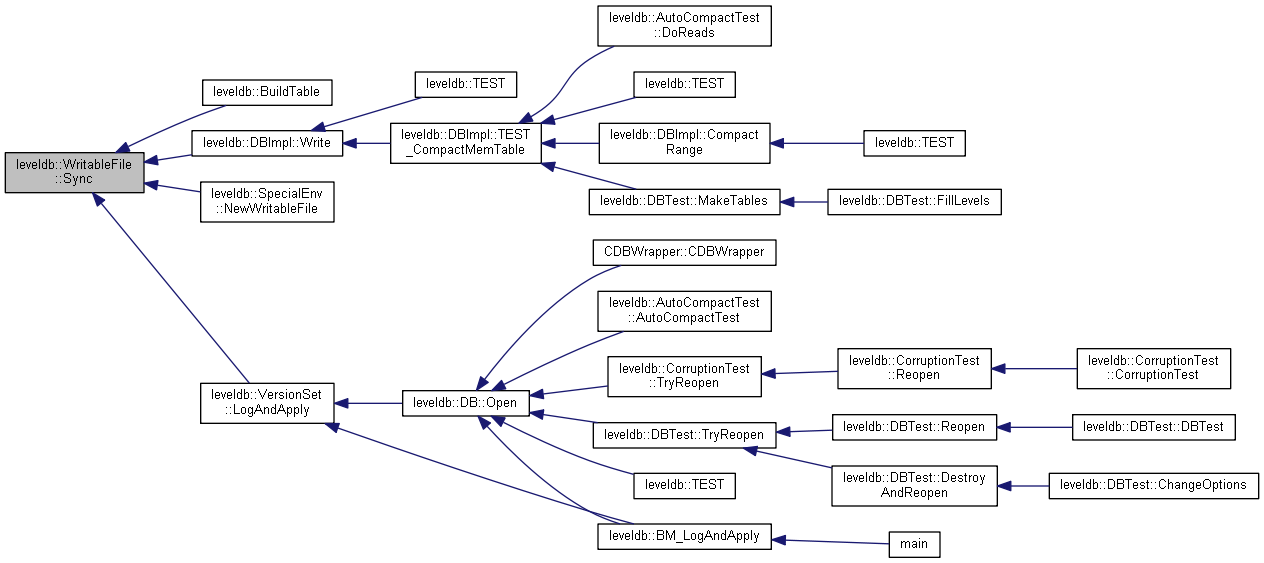 leveldb::AutoCompactTest
::DoReads
leveldb::TEST
leveldb::TEST
leveldb::BuildTable
leveldb::DBImpl::Write
leveldb::DBImpl::TEST
_CompactMemTable
leveldb::DBImpl::Compact
Range
leveldb::TEST
leveldb::WritableFile
::Sync
leveldb::SpecialEnv
::NewWritableFile
leveldb::DBTest::MakeTables
leveldb::DBTest::FillLevels
CDBWrapper::CDBWrapper
leveldb::AutoCompactTest
::AutoCompactTest
leveldb::CorruptionTest
::TryReopen
leveldb::CorruptionTest
::Reopen
leveldb::CorruptionTest
::CorruptionTest
leveldb::VersionSet
::LogAndApply
leveldb::DB::Open
leveldb::DBTest::TryReopen
leveldb::DBTest::Reopen
leveldb::DBTest::DBTest
leveldb::TEST
leveldb::DBTest::Destroy
AndReopen
leveldb::DBTest::ChangeOptions
leveldb::BM_LogAndApply
main